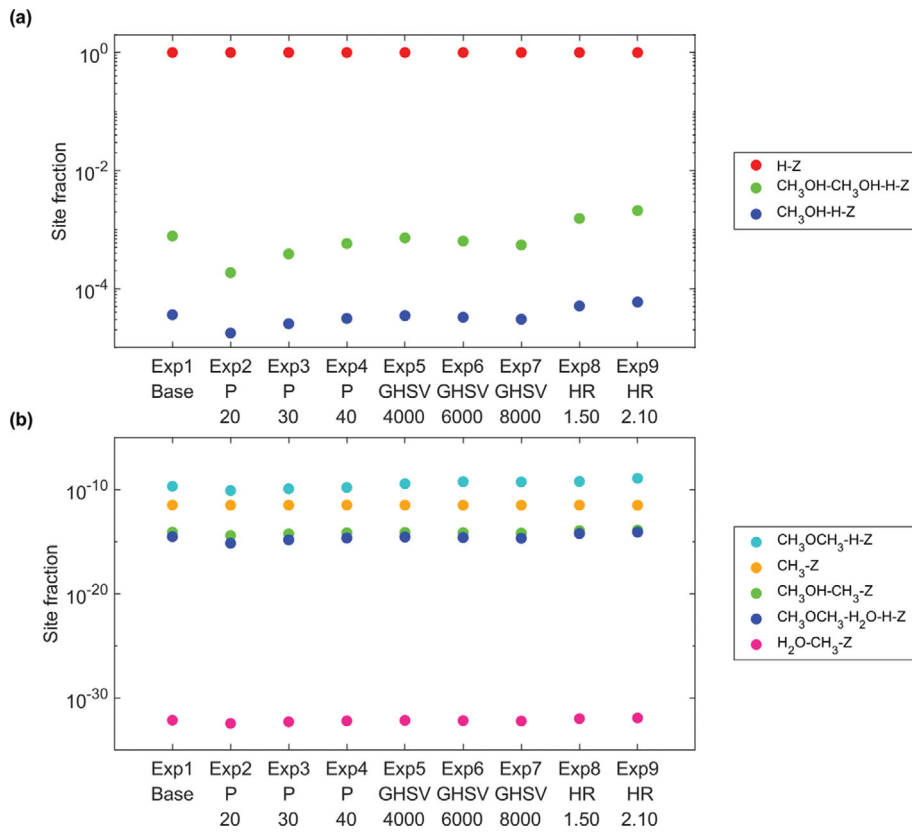 (a)
10⁰
10⁻²
10⁻⁴
Site fraction
Exp1 Exp2 Exp3 Exp4 Exp5 Exp6 Exp7 Exp8 Exp9
Base P P P GHSV GHSV GHSV HR HR
20 30 40 4000 6000 8000 1.50 2.10
H-Z
CH₃OH-CH₃OH-H-Z
CH₃OH-H-Z
(b)
10⁻¹⁰
10⁻²⁰
10⁻³⁰
Site fraction
Exp1 Exp2 Exp3 Exp4 Exp5 Exp6 Exp7 Exp8 Exp9
Base P P P GHSV GHSV GHSV HR HR
20 30 40 4000 6000 8000 1.50 2.10
CH₃OCH₃-H-Z
CH₃-Z
CH₃OH-CH₃-Z
CH₃OCH₃-H₂O-H-Z
H₂O-CH₃-Z